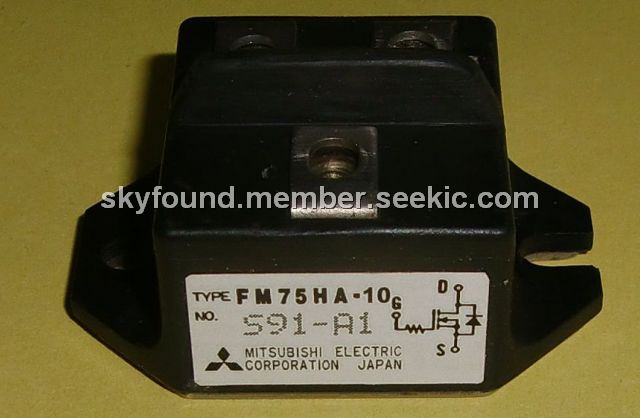 skyfound.member.seekic.com
TYPE FM75HA-10
NO. S91-A1
G
D
S
MITSUBISHI ELECTRIC
CORPORATION JAPAN